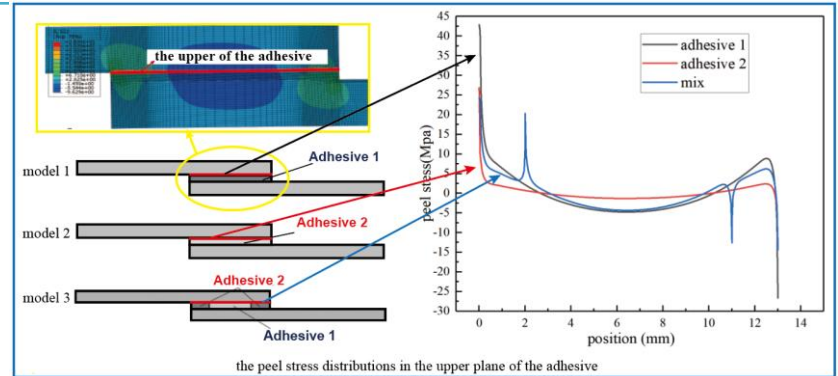 the upper of the adhesive
model 1
Adhesive 1
model 2
Adhesive 2
Adhesive 2
model 3
Adhesive 1
45
40
35
30
25
20
15
10
5
0
-5
-10
-15
-20
-25
-30
peel stess(Mpa)
adhesive 1
adhesive 2
mix
0 2 4 6 8 10 12 14
position (mm)
the peel stress distributions in the upper plane of the adhesive